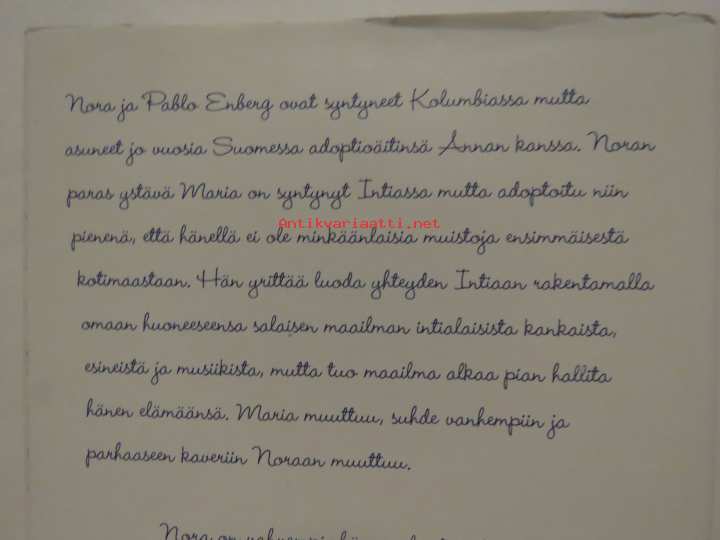 Nora ja Pablo Enberg ovat syntyneet Kolumbiassa mutta
asuneet jo vuosia Suomessa adoptioäitinsä Annan kanssa. Noran
paras ystävä Maria on syntynyt Intiassa mutta adoptoitu niin
Antikvariaatti.net
pienenä, että hänellä ei ole minkäänlaisia muistoja ensimmäisestä
kotimaastaan. Hän yrittää luoda yhteyden Intiaan rakentamalla
omaan huoneeseensa salaisen maailman intialaisista kankaista,
esineistä ja musiikista, mutta tuo maailma alkaa pian hallita
hänen elämäänsä. Maria muuttuu, suhde vanhempiin ja
parhaaseen kaveriin Noraan muuttuu.
Nora on